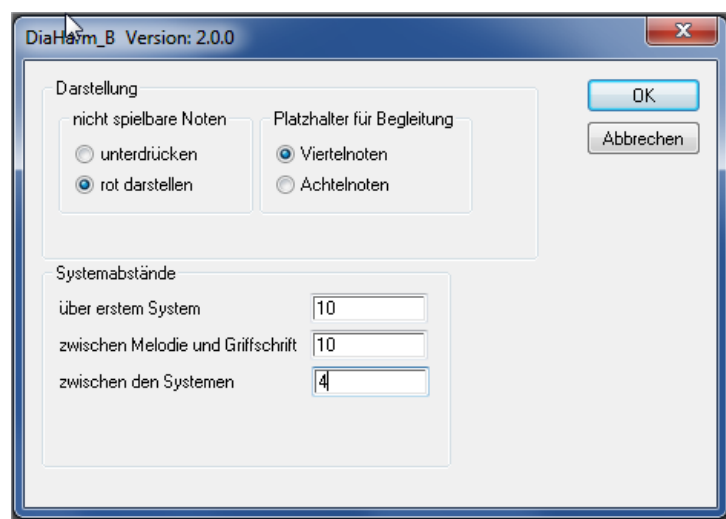 DiaHarm_B Version: 2.0.0
Darstellung
nicht spielbare Noten
unterdrücken
rot darstellen
Platzhalter für Begleitung
Viertelnoten
Achtelnoten
OK
Abbrechen
Systemabstände
über erstem System 10
zwischen Melodie und Griffschrift 10
zwischen den Systemen 4